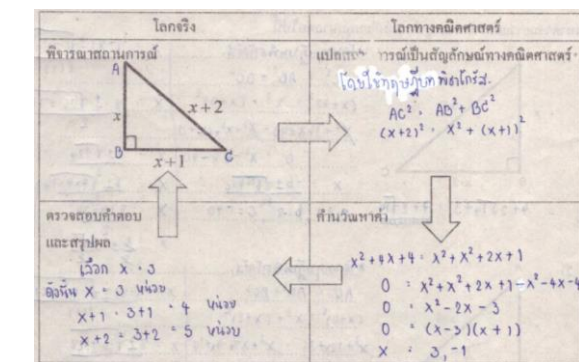 โลกจริง
โลกทางคณิตศาสตร์
พิจารณาสถานการณ์
A
x
x+2
B
x+1
C
แปลงสถ ารณ์เป็นสัญลักษณ์ทางคณิตศาสตร์
โดยใช้ทฤษฎีบทพีธาโกรัส
AC² = AB² + BC²
(x+2)² = x² + (x+1)²
ตรวจสอบคำตอบ
และสรุปผล
เลือก x = 3
ดังนั้น x = 3 หน่วย
x+1 = 3+1 = 4 หน่วย
x+2 = 3+2 = 5 หน่วย
คำนวณหาคำ
x²+4x+4 = x²+x²+2x+1
0 = x²+x²+2x+1-x²-4x-4
0 = x²-2x-3
0 = (x-3)(x+1)
x = 3,-1